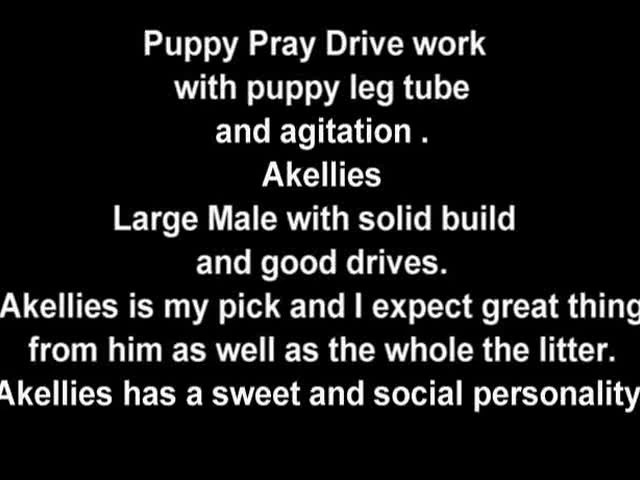 Puppy Pray Drive work
with puppy leg tube
and agitation .
Akellies
Large Male with solid build
and good drives.
Akellies is my pick and I expect great thing
from him as well as the whole the litter.
Akellies has a sweet and social personality